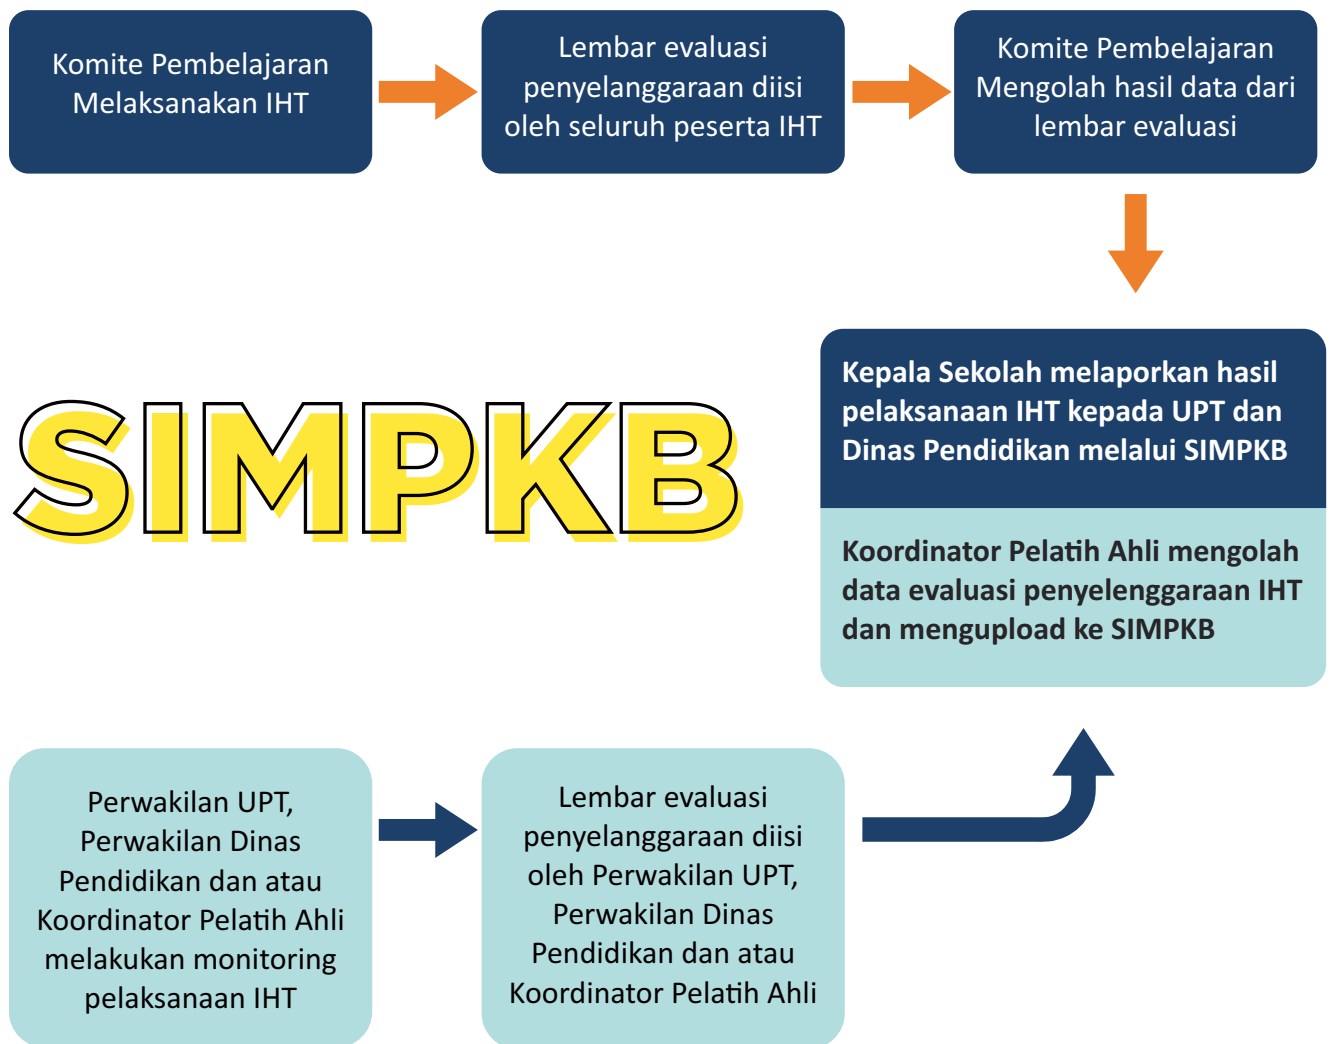 Komite Pembelajaran
Melaksanakan IHT
Lembar evaluasi
penyelanggaraan diisi
oleh seluruh peserta IHT
Komite Pembelajaran
Mengolah hasil data dari
lembar evaluasi
Kepala Sekolah melaporkan hasil
pelaksanaan IHT kepada UPT dan
Dinas Pendidikan melalui SIMPKB
SIMPKB
Koordinator Pelatih Ahli mengolah
data evaluasi penyelenggaraan IHT
dan mengupload ke SIMPKB
Perwakilan UPT,
Perwakilan Dinas
Pendidikan dan atau
Koordinator Pelatih Ahli
melakukan monitoring
pelaksanaan IHT
Lembar evaluasi
penyelanggaraan diisi
oleh Perwakilan UPT,
Perwakilan Dinas
Pendidikan dan atau
Koordinator Pelatih Ahli